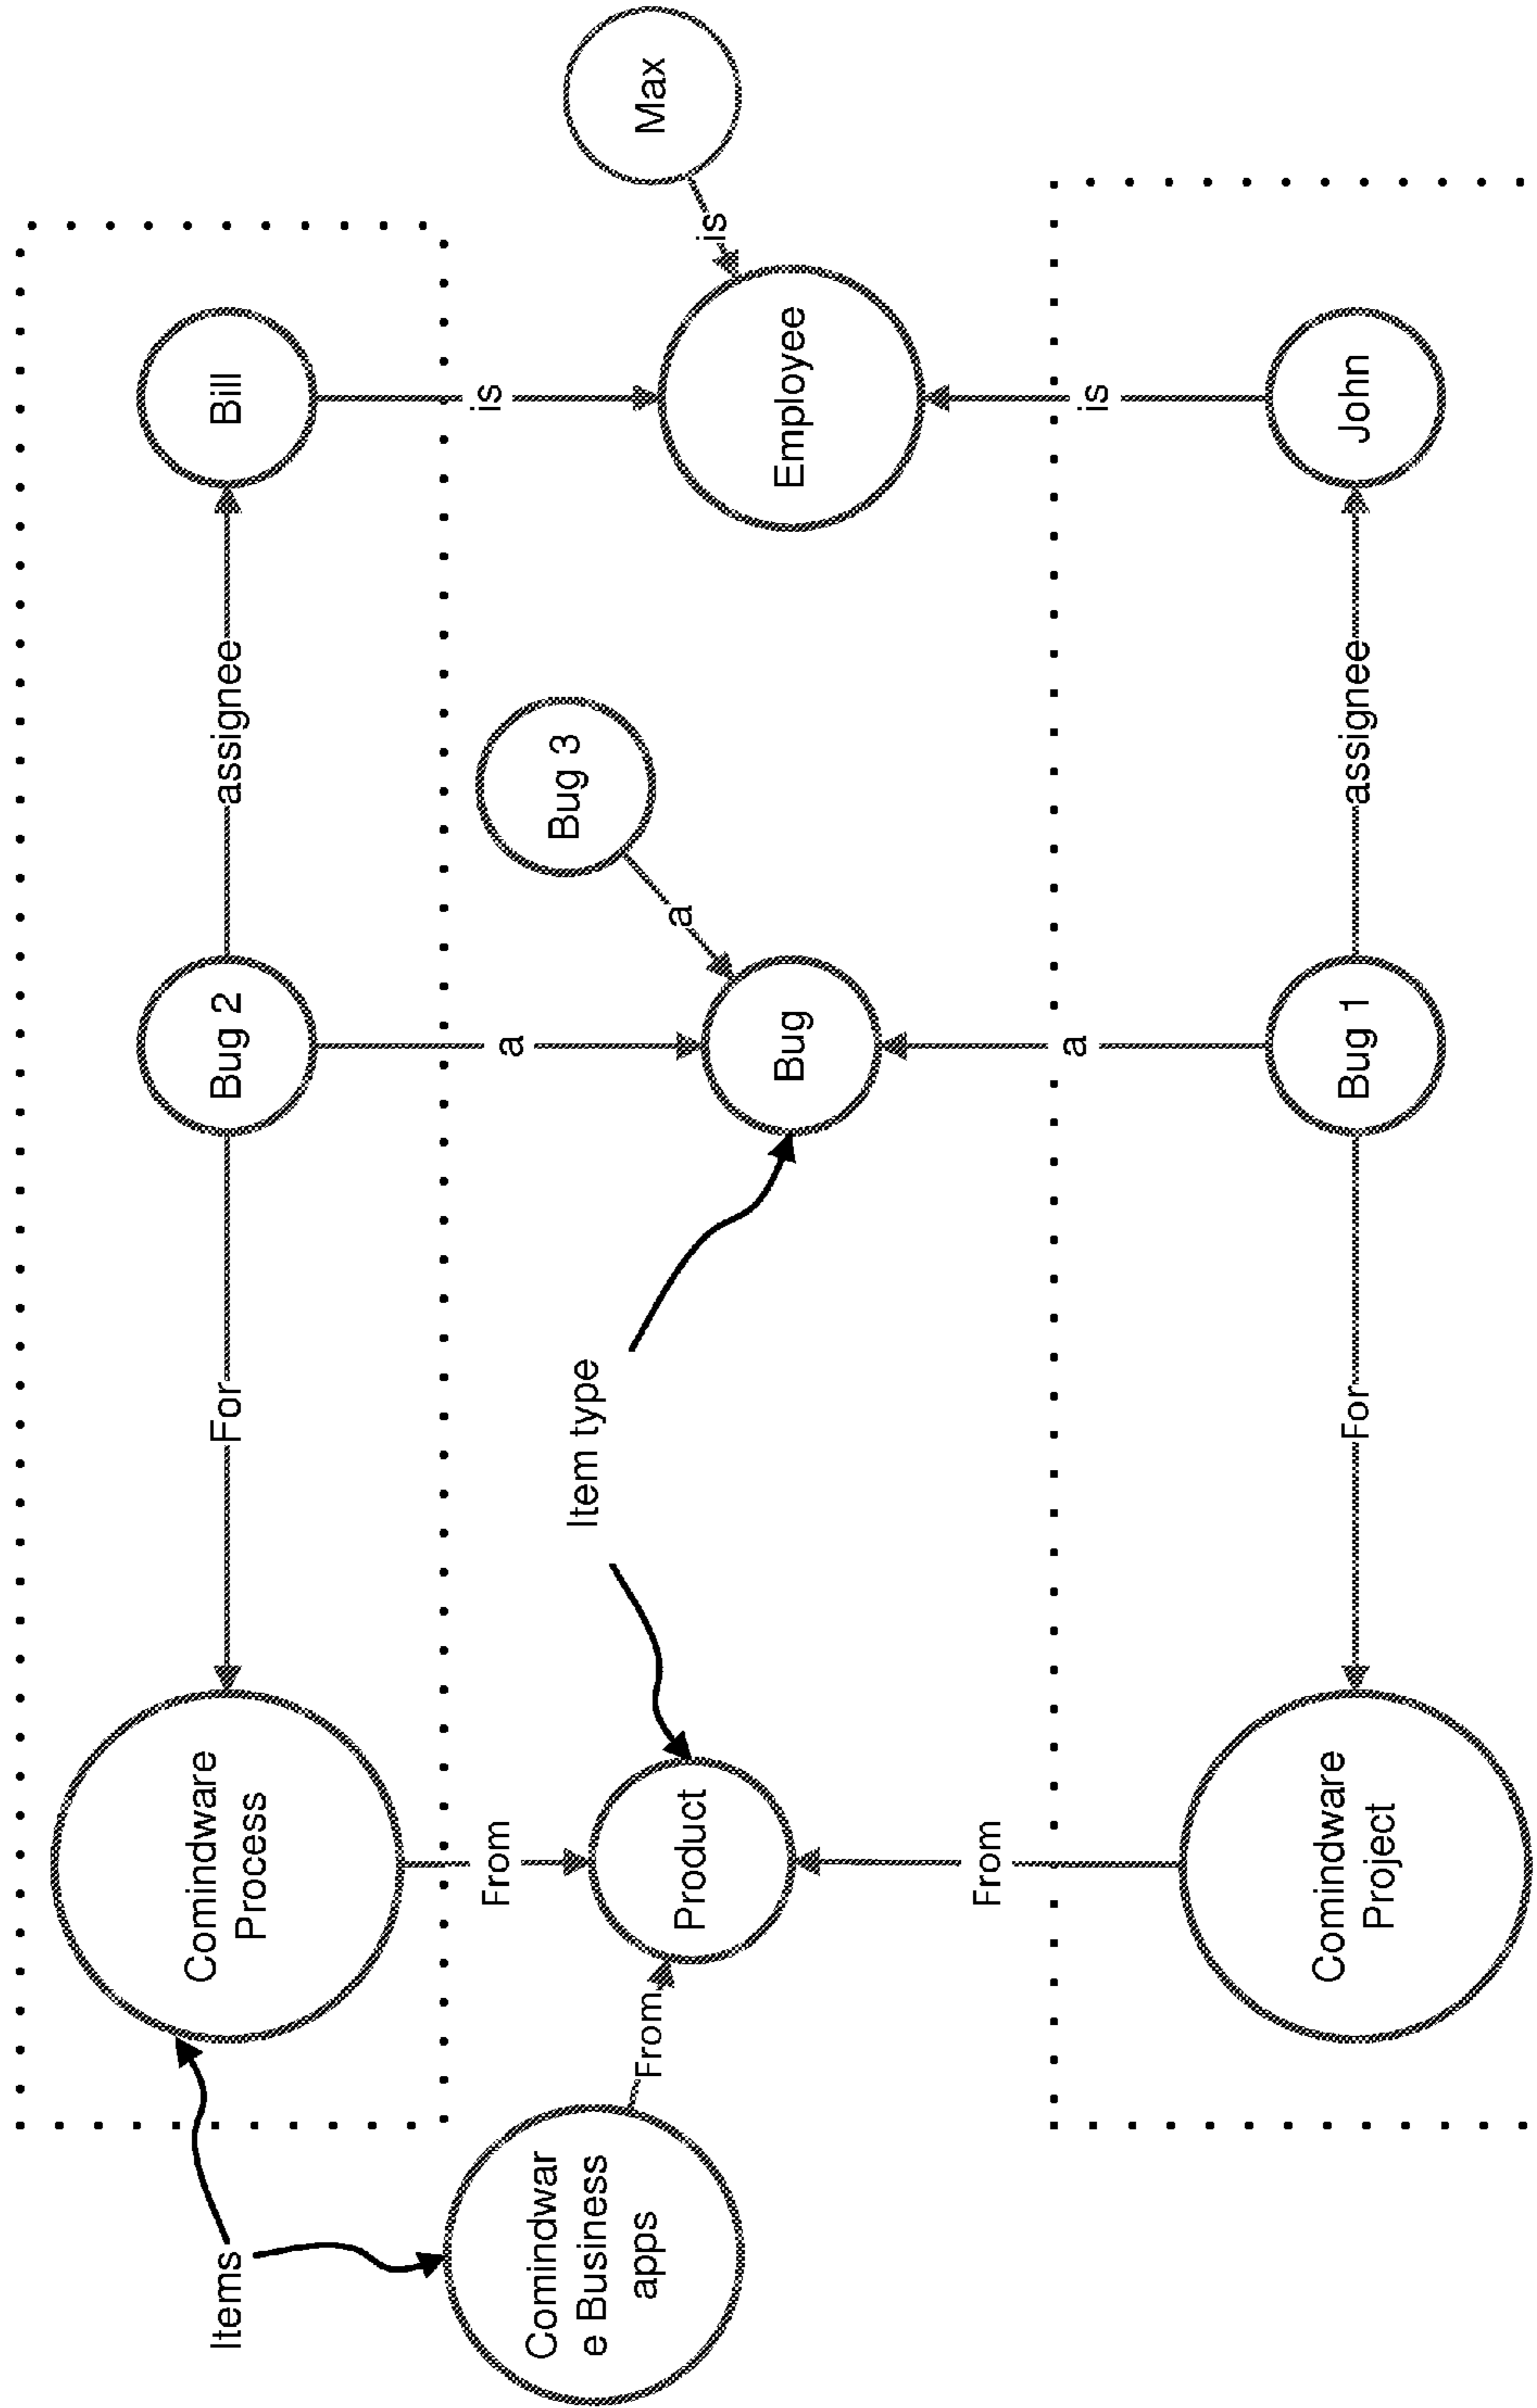 Items
Comindware
Process
For
Bug 2
assignee
Bill
From
a
is
Comindwar
e Business
apps
Item type
Bug 3
From
Product
a
is
Max
Bug
Employee
From
a
is
Comindware
Project
For
Bug 1
assignee
John